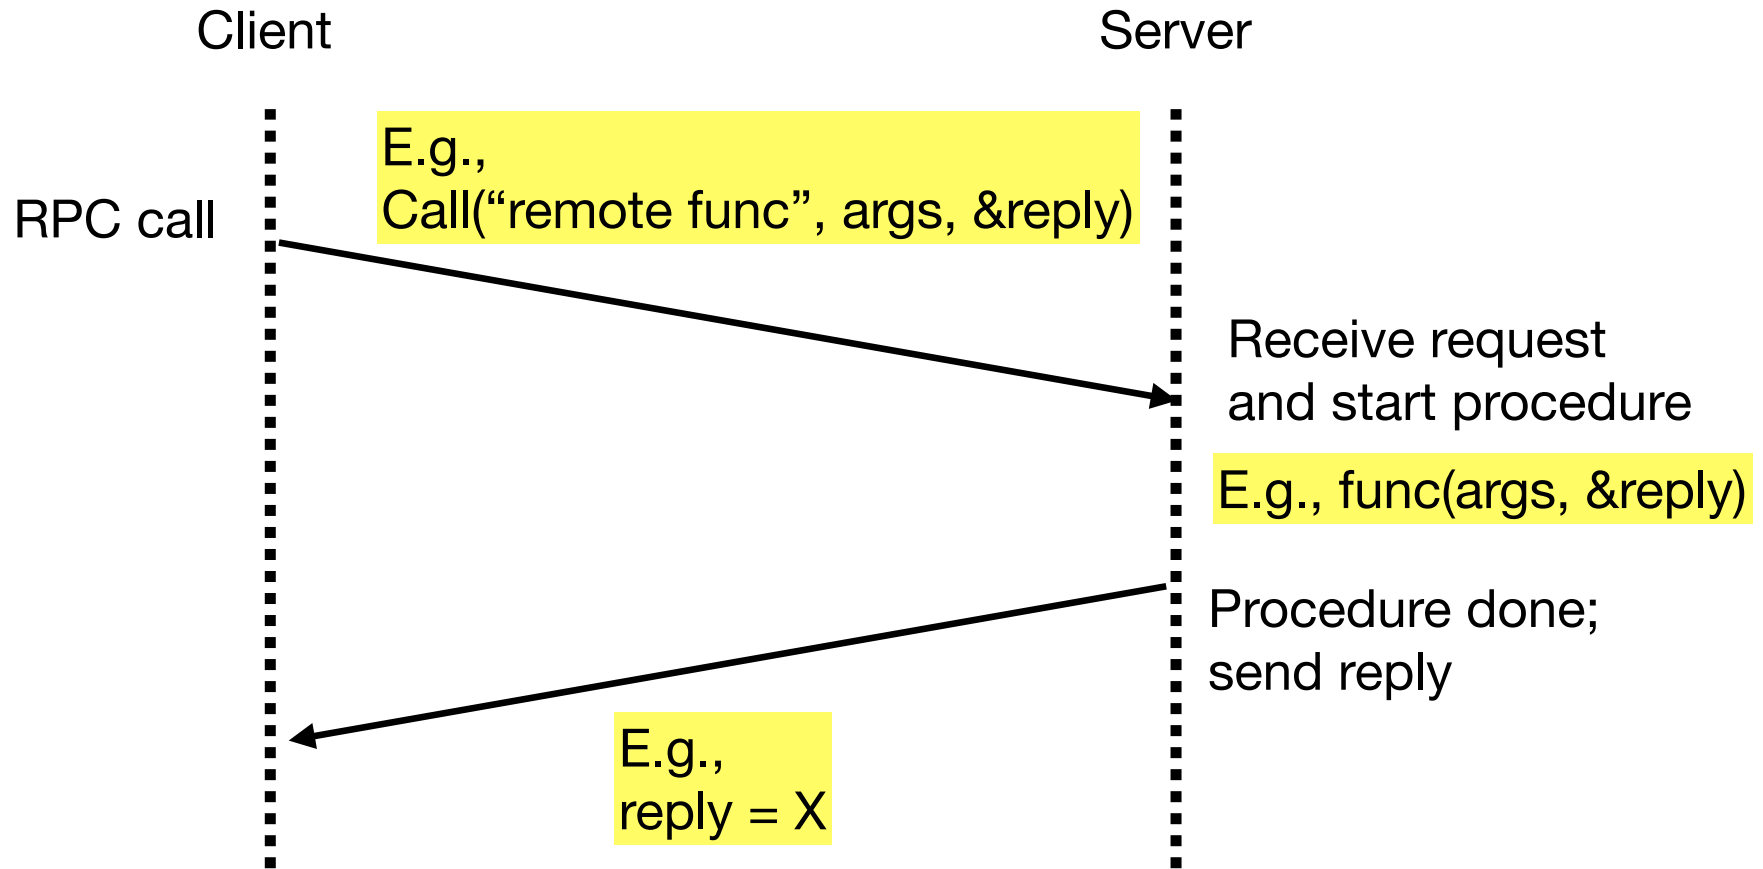 Client
Server
E.g.,
Call(“remote func”, args, &reply)
RPC call
Receive request
and start procedure
E.g., func(args, &reply)
Procedure done;
send reply
E.g.,
reply = X